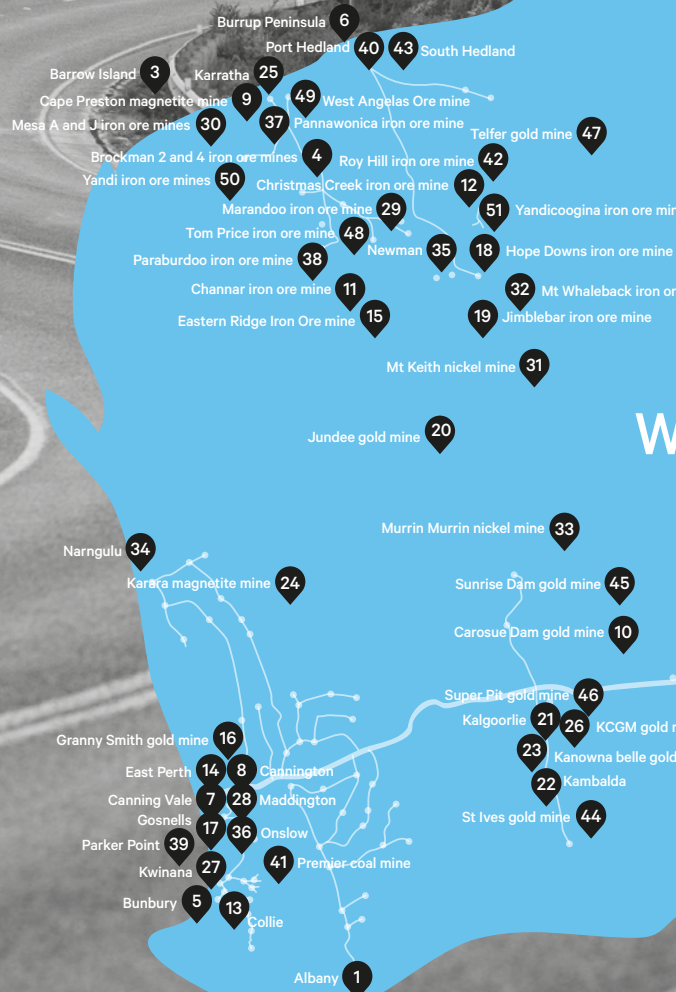 Burrup Peninsula 6
Port Hedland 40 43 South Hedland
Barrow Island 3
Karratha 25
Cape Preston magnetite mine 9
49 West Angelas Ore mine
Mesa A and J iron ore mines 30
37 Pannawonica iron ore mine
Telfer gold mine 47
Brockman 2 and 4 iron ore mines 4
Roy Hill iron ore mine 42
Yandi iron ore mines 50
Christmas Creek iron ore mine 12
Marandoo iron ore mine 29
51 Yandicoogina iron ore
Tom Price iron ore mine 48
Newman 35
18 Hope Downs iron ore mine
Paraburdoo iron ore mine 38
Channar iron ore mine 11
32 Mt Whaleback iron
Eastern Ridge Iron Ore mine 15
19 Jimblebar iron ore mine
Mt Keith nickel mine 31
W
Jundee gold mine 20
Murrin Murrin nickel mine 33
Narngulu 34
Karara magnetite mine 24
Sunrise Dam gold mine 45
Carosue Dam gold mine 10
Super Pit gold mine 46
Kalgoorlie 21
26 KCGM gold
Granny Smith gold mine 16
23 Kanowna belle gold
East Perth 14 8 Cannington
22 Kambalda
Canning Vale 7 28 Maddington
St Ives gold mine 44
Gosnells 17
36 Onslow
Parker Point 39
41 Premier coal mine
Kwinana 27
Bunbury 5
13 Collie
Albany 1